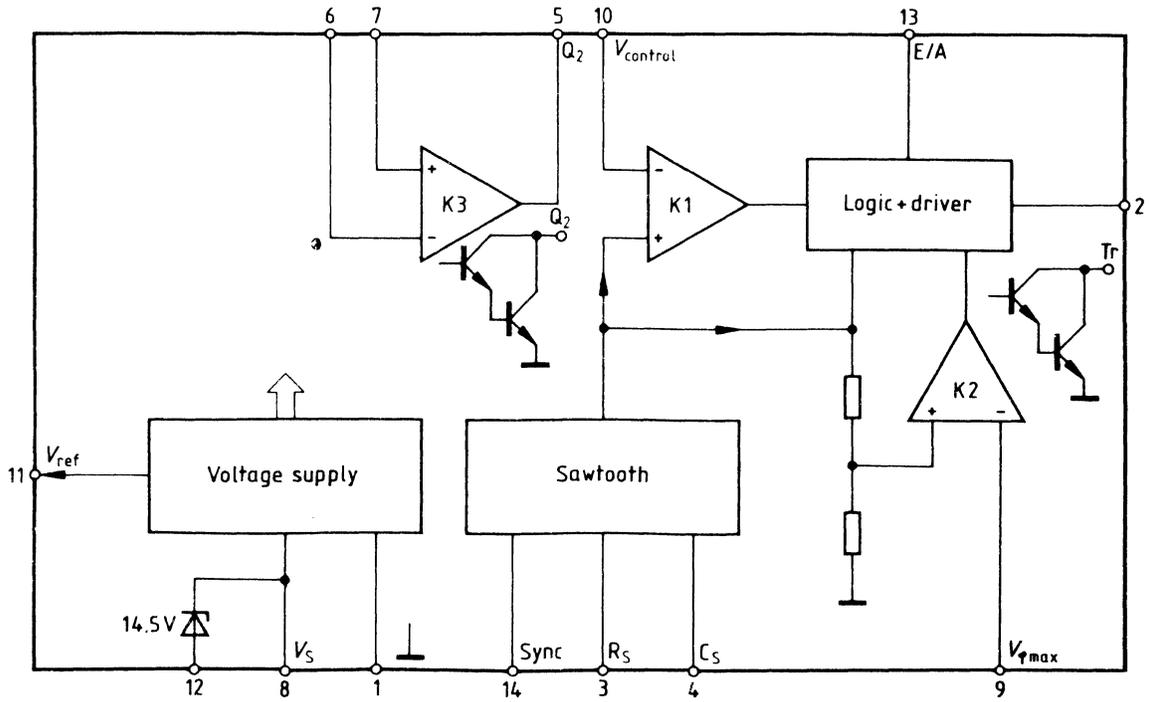 6 7 5 10 13
Q2 Vcontrol E/A
+ -
K3 K1 Logic+driver 2
- +
Q2
Tr
K2
+ -
11 Vref Voltage supply Sawtooth
14.5V
VS Sync RS CS Vφmax
12 8 1 14 3 4 9